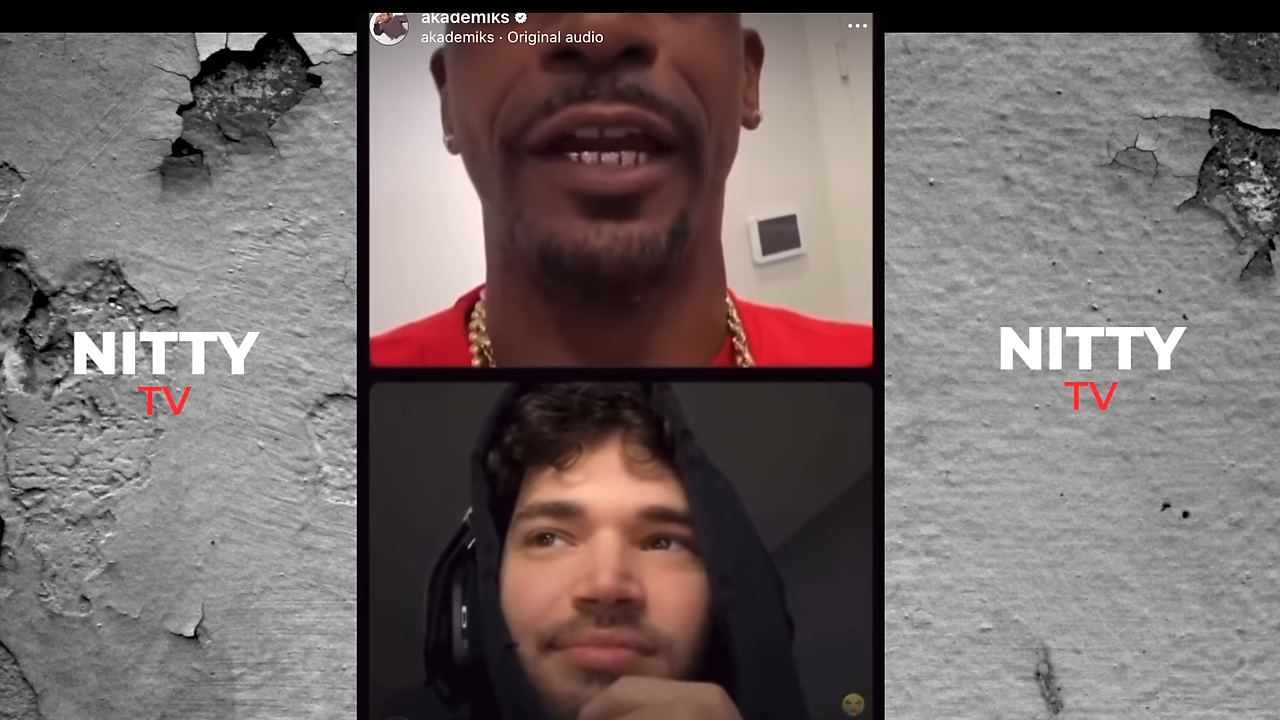 akademiks
akademiks · Original audio
NITTY
TV
NITTY
TV